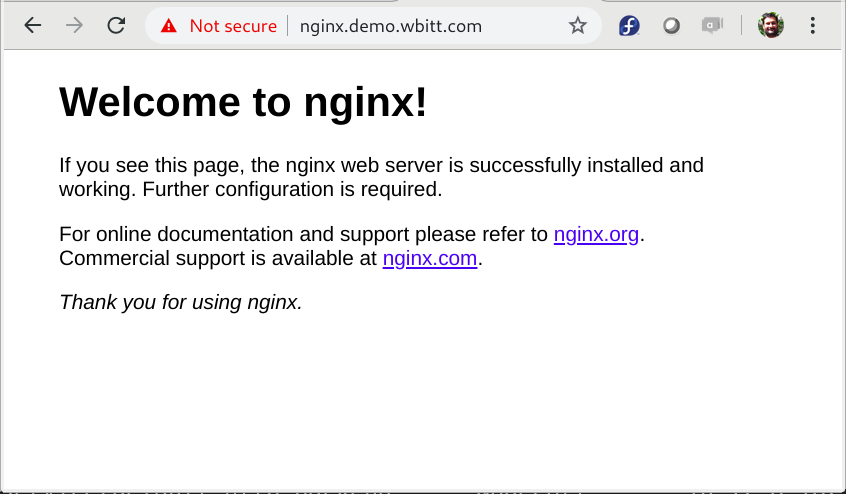 Not secure nginx.demo.wbitt.com
Welcome to nginx!
If you see this page, the nginx web server is successfully installed and
working. Further configuration is required.
For online documentation and support please refer to nginx.org.
Commercial support is available at nginx.com.
Thank you for using nginx.